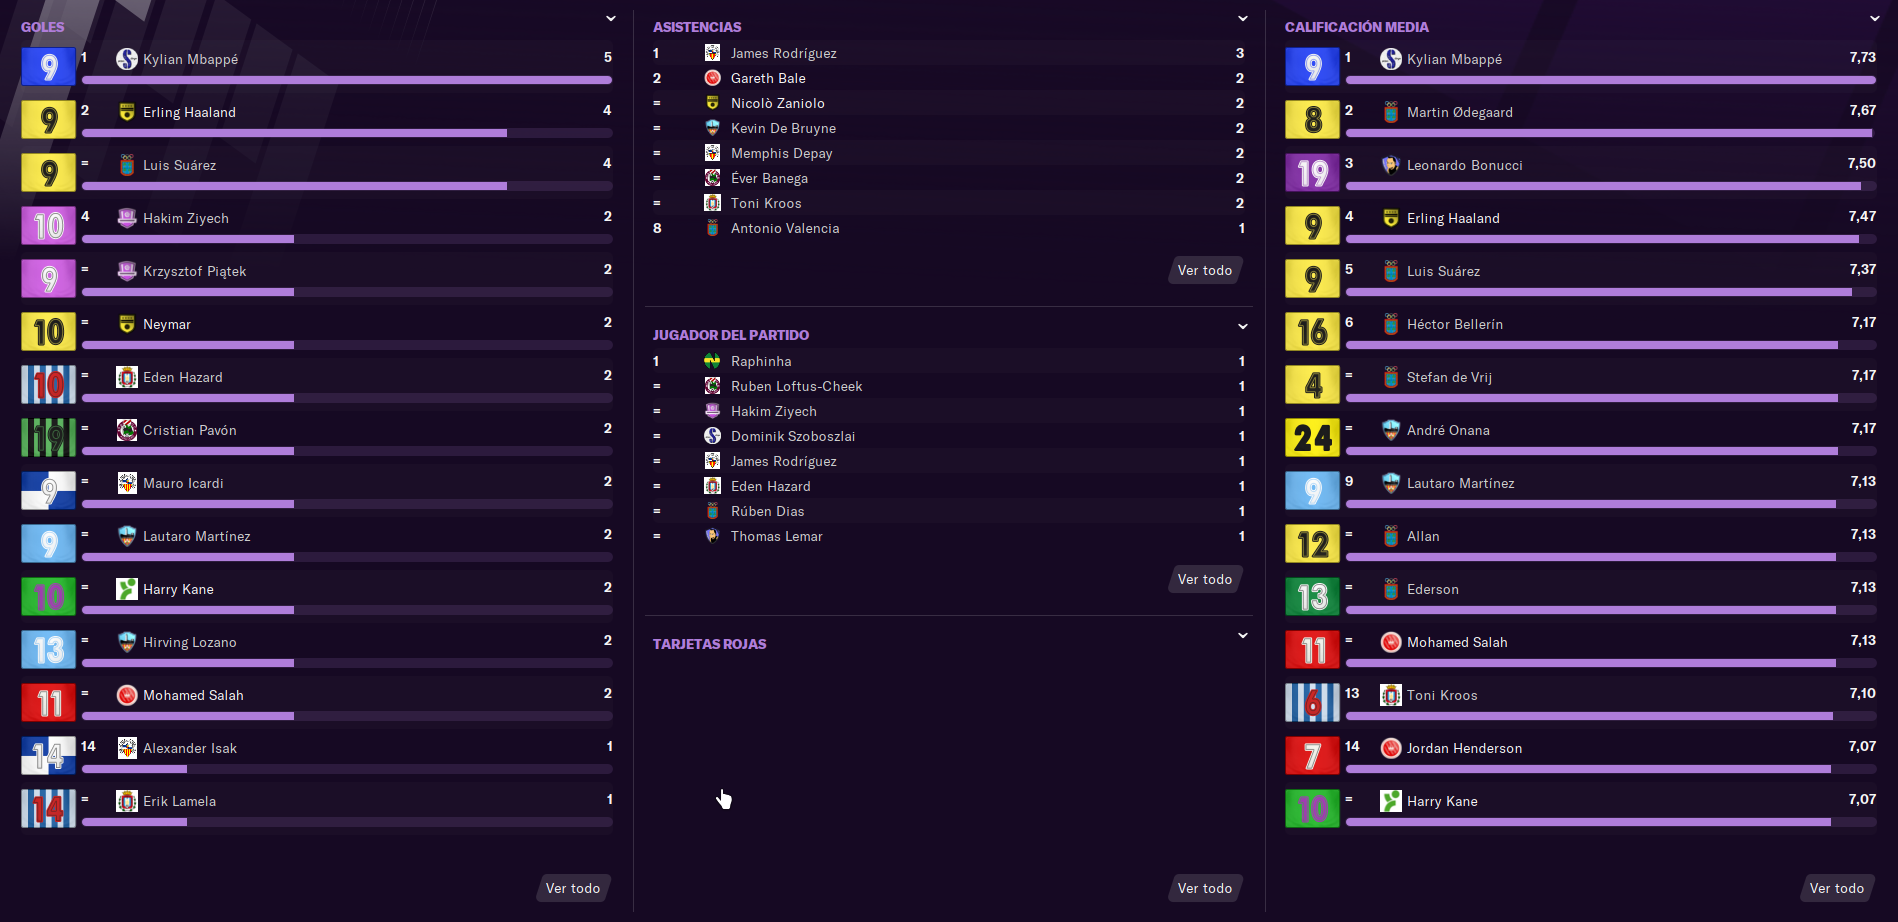 GOLES
9 1 Kylian Mbappé 5
9 2 Erling Haaland 4
9 = Luis Suárez 4
10 4 Hakim Ziyech 2
9 = Krzysztof Piątek 2
10 = Neymar 2
10 = Eden Hazard 2
19 = Cristian Pavón 2
9 = Mauro Icardi 2
9 = Lautaro Martínez 2
10 = Harry Kane 2
13 = Hirving Lozano 2
11 = Mohamed Salah 2
14 14 Alexander Isak 1
14 = Erik Lamela 1
Ver todo
ASISTENCIAS
1 James Rodríguez 3
2 Gareth Bale 2
= Nicolò Zaniolo 2
= Kevin De Bruyne 2
= Memphis Depay 2
= Éver Banega 2
= Toni Kroos 2
8 Antonio Valencia 1
Ver todo
JUGADOR DEL PARTIDO
1 Raphinha 1
= Ruben Loftus-Cheek 1
= Hakim Ziyech 1
= Dominik Szoboszlai 1
= James Rodríguez 1
= Eden Hazard 1
= Rúben Dias 1
= Thomas Lemar 1
Ver todo
TARJETAS ROJAS
Ver todo
CALIFICACIÓN MEDIA
9 1 Kylian Mbappé 7,73
8 2 Martin Ødegaard 7,67
19 3 Leonardo Bonucci 7,50
9 4 Erling Haaland 7,47
9 5 Luis Suárez 7,37
16 6 Héctor Bellerín 7,17
4 = Stefan de Vrij 7,17
24 = André Onana 7,17
9 9 Lautaro Martínez 7,13
12 = Allan 7,13
13 = Ederson 7,13
11 = Mohamed Salah 7,13
6 13 Toni Kroos 7,10
7 14 Jordan Henderson 7,07
10 = Harry Kane 7,07
Ver todo